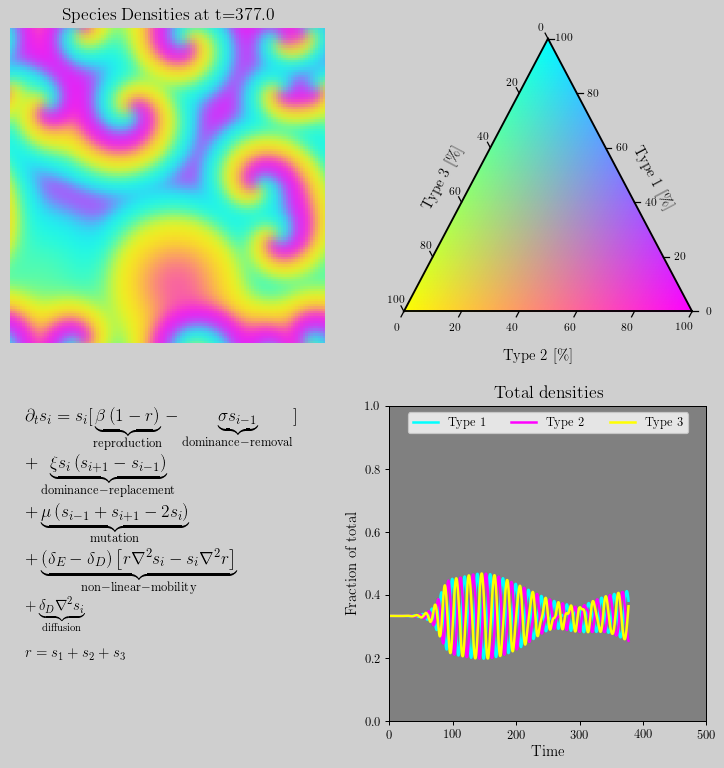 Species Densities at t=377.0
0
100
20
80
40
60
Type 3 [%]
Type 1 [%]
60
40
80
20
100
0
0 20 40 60 80 100
Type 2 [%]
∂ₜsᵢ = sᵢ[β (1 − r) − σsᵢ₋₁ ]
reproduction dominance−removal
+ ξsᵢ (sᵢ₊₁ − sᵢ₋₁)
dominance−replacement
+ μ (sᵢ₋₁ + sᵢ₊₁ − 2sᵢ)
mutation
+ (δ_E − δ_D) [r∇²sᵢ − sᵢ∇²r]
non−linear−mobility
+ δ_D∇²sᵢ
diffusion
r = s₁ + s₂ + s₃
Total densities
Type 1 Type 2 Type 3
1.0
0.8
0.6
0.4
0.2
0.0
Fraction of total
0 100 200 300 400 500
Time